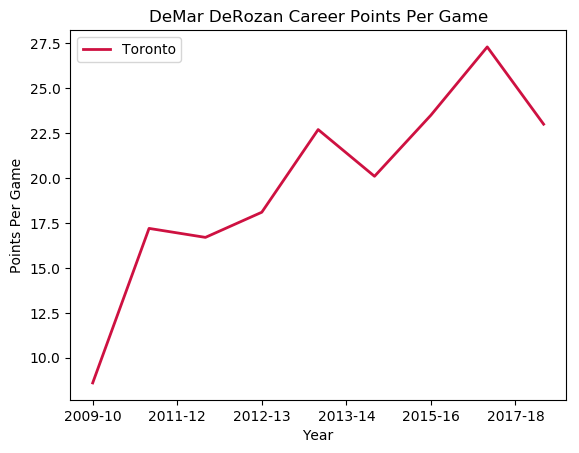 DeMar DeRozan Career Points Per Game
Toronto
27.5
25.0
22.5
20.0
17.5
15.0
12.5
10.0
Points Per Game
2009-10 2011-12 2012-13 2013-14 2015-16 2017-18
Year